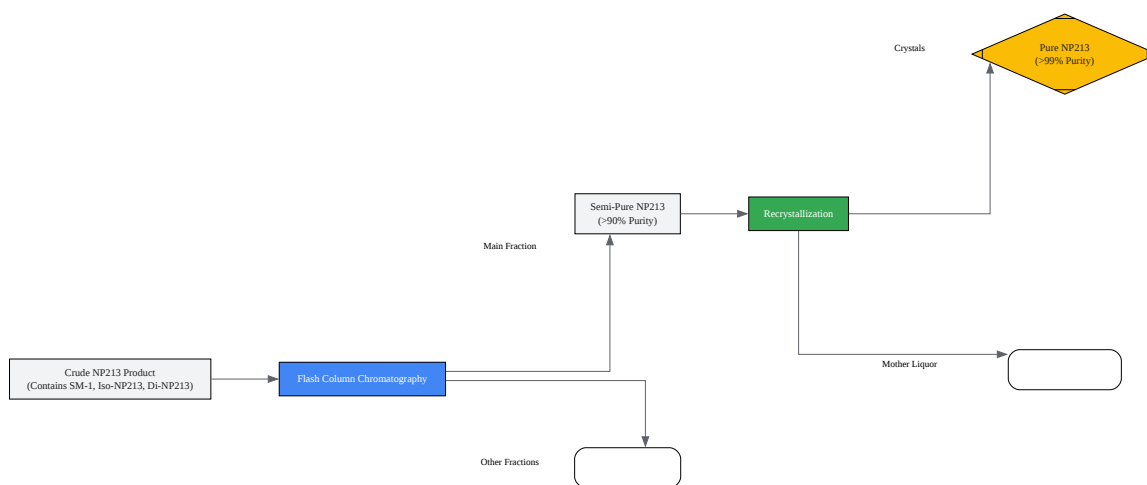 Crystals
Pure NP213
(>99% Purity)
Semi-Pure NP213
(>90% Purity)
Recrystallization
Main Fraction
Crude NP213 Product
(Contains SM-1, Iso-NP213, Di-NP213)
Flash Column Chromatography
Mother Liquor
Other Fractions